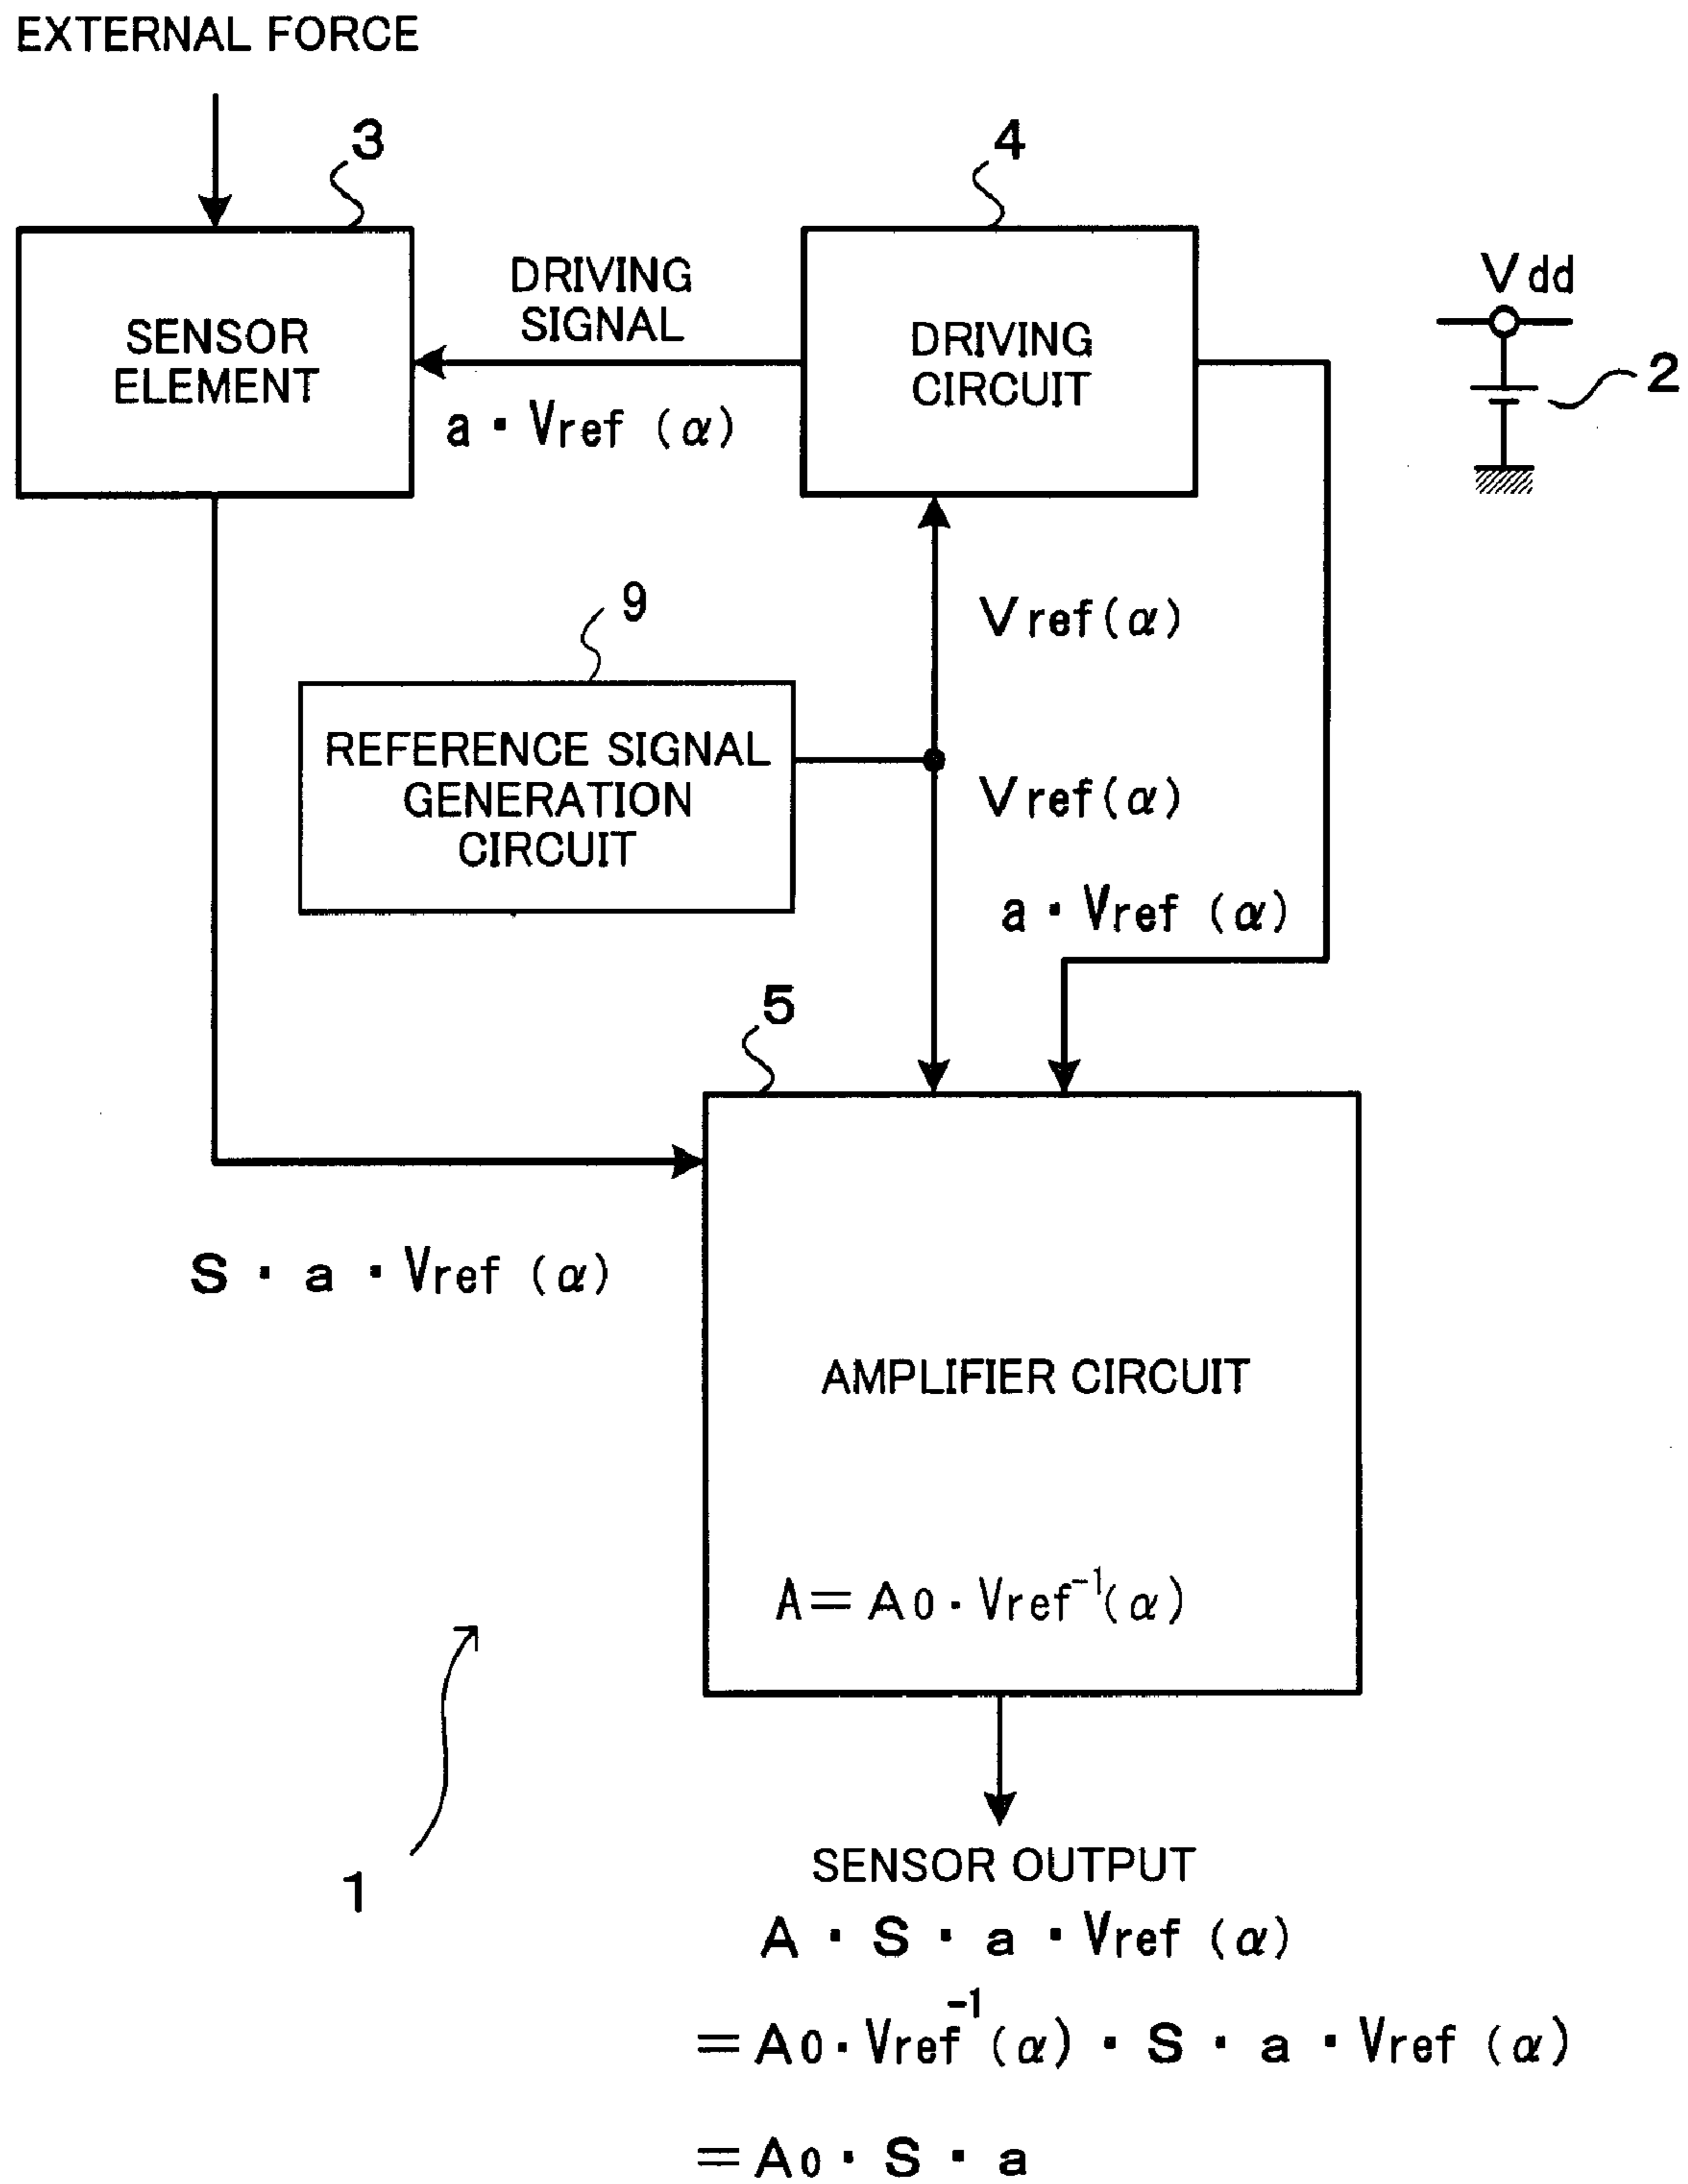 EXTERNAL FORCE
3
4
SENSOR
ELEMENT
DRIVING
SIGNAL
a・Vref (α)
DRIVING
CIRCUIT
Vdd
2
9
Vref(α)
REFERENCE SIGNAL
GENERATION
CIRCUIT
Vref(α)
a・Vref (α)
5
S・a・Vref (α)
AMPLIFIER CIRCUIT
A=A0・Vref⁻¹(α)
1
SENSOR OUTPUT
A・S・a・Vref (α)
=A0・Vref⁻¹(α)・S・a・Vref (α)
=A0・S・a